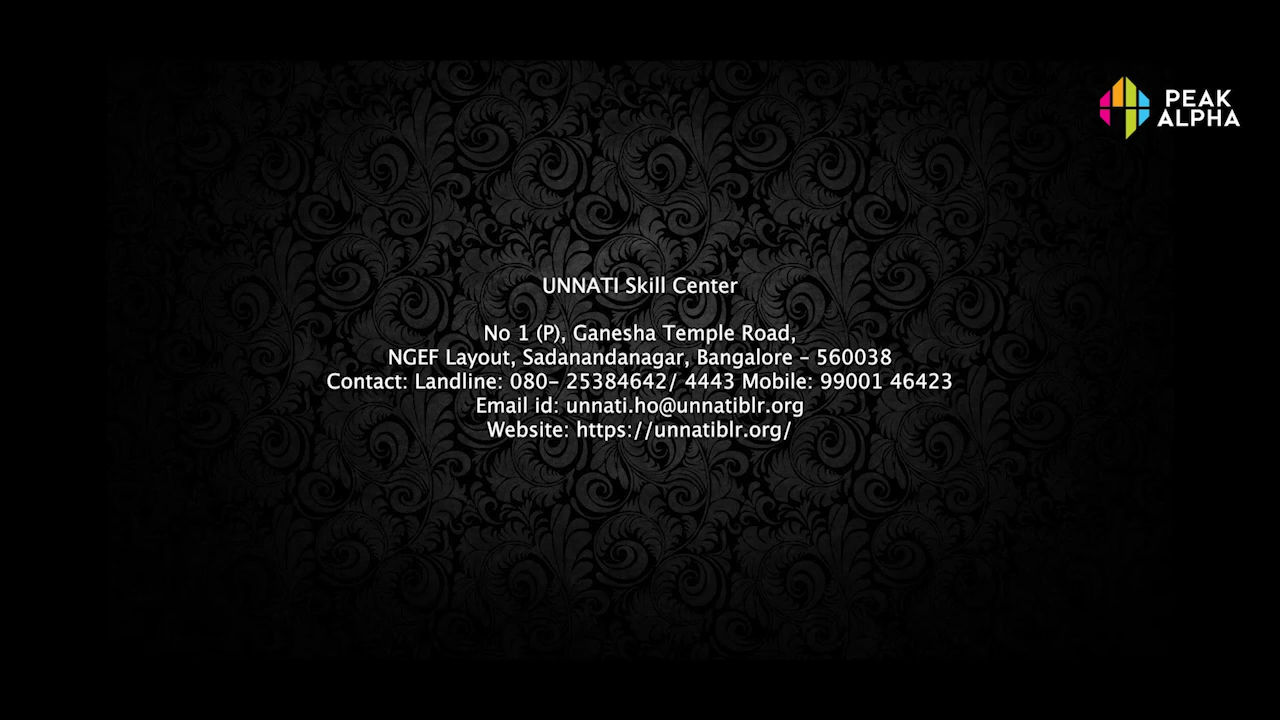 PEAK
ALPHA
UNNATI Skill Center
No 1 (P), Ganesha Temple Road,
NGEF Layout, Sadanandanagar, Bangalore – 560038
Contact: Landline: 080– 25384642/ 4443 Mobile: 99001 46423
Email id: unnati.ho@unnatiblr.org
Website: https://unnatiblr.org/